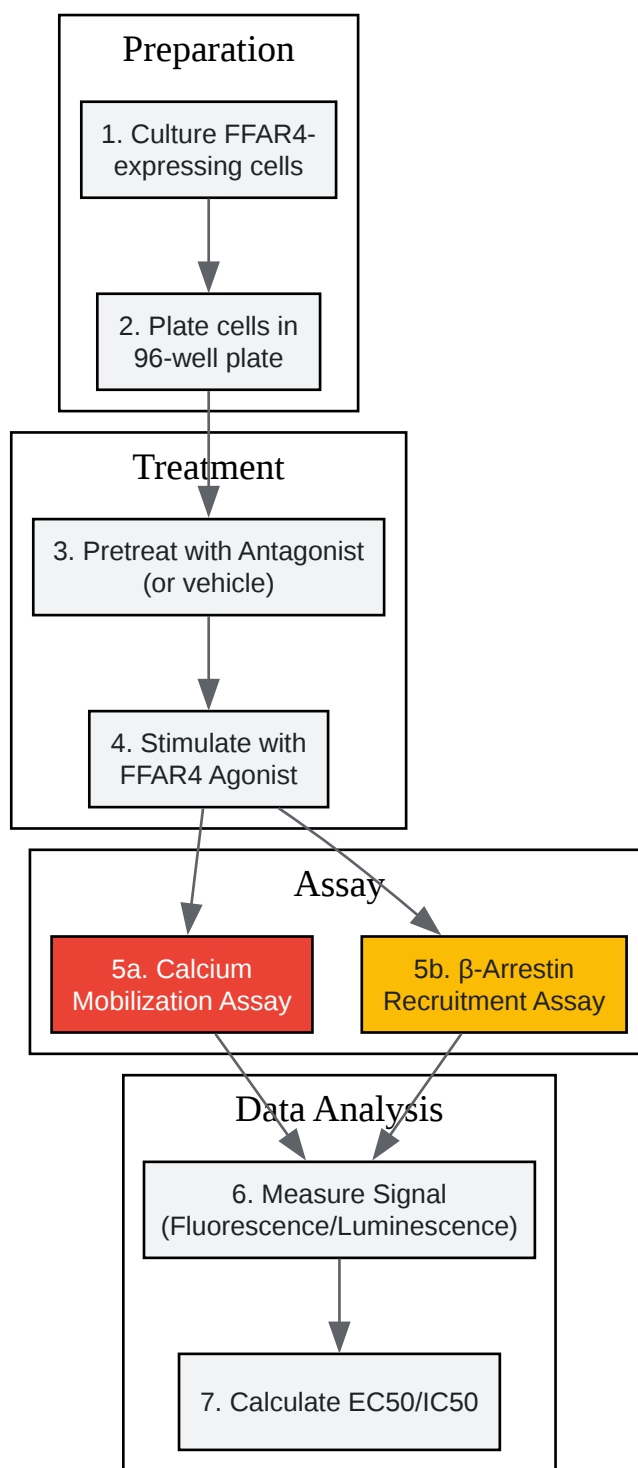 Preparation
1. Culture FFAR4-
expressing cells
2. Plate cells in
96-well plate
Treatment
3. Pretreat with Antagonist
(or vehicle)
4. Stimulate with
FFAR4 Agonist
Assay
5a. Calcium
Mobilization Assay
5b. β-Arrestin
Recruitment Assay
Data Analysis
6. Measure Signal
(Fluorescence/Luminescence)
7. Calculate EC50/IC50